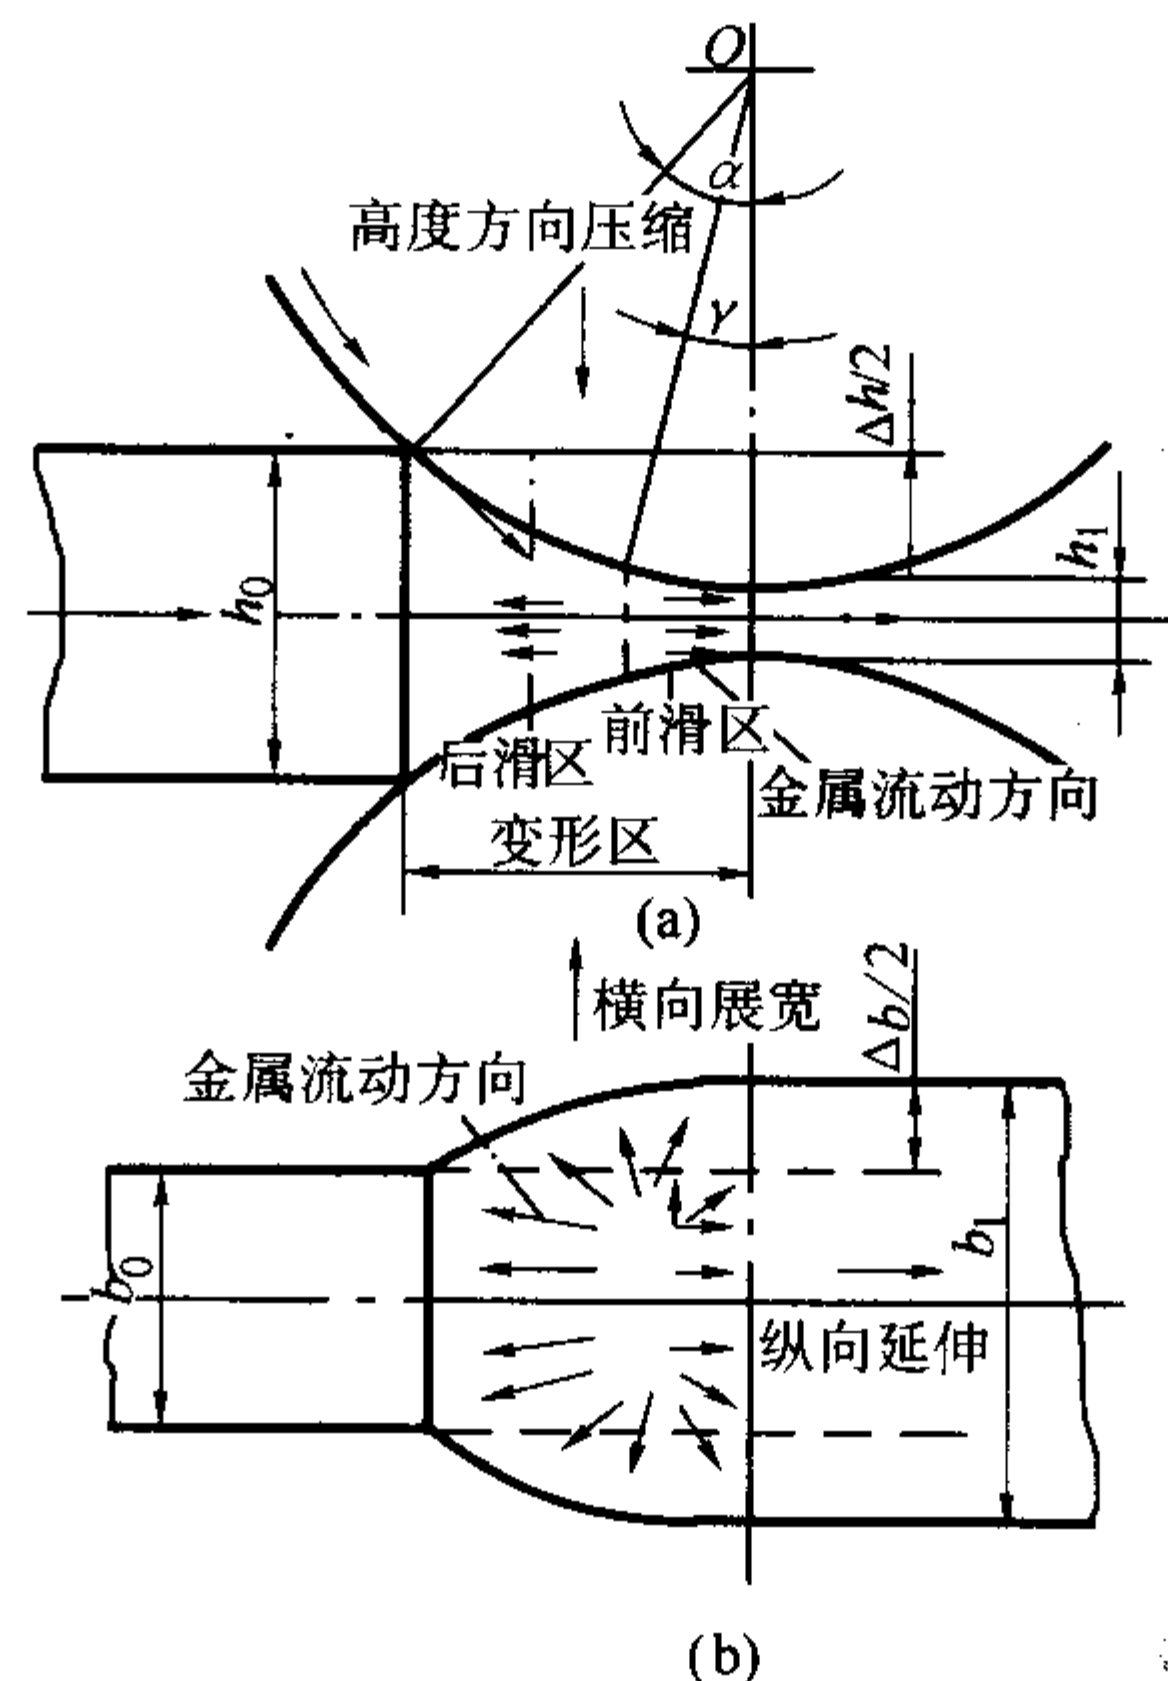 O
α
高度方向压缩
γ
Δh/2
h₀
h₁
前滑区
后滑区
金属流动方向
变形区
(a)
横向展宽
Δb/2
金属流动方向
b₀
b₁
纵向延伸
(b)